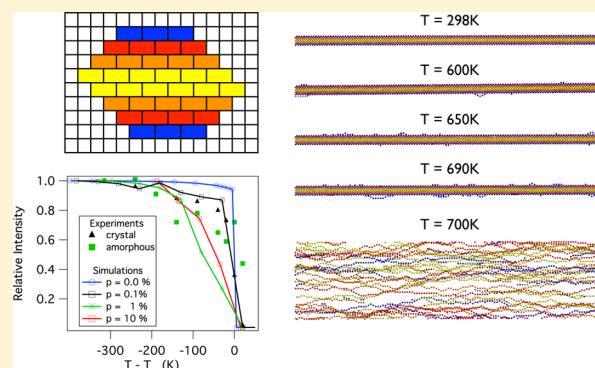 T = 298K
T = 600K
T = 650K
T = 690K
T = 700K
Relative Intensity
1.0
0.8
0.6
0.4
0.2
Experiments
crystal
amorphous
Simulations
p = 0.0 %
p = 0.1%
p = 1 %
p = 10 %
-300 -200 -100 0
T - T (K)